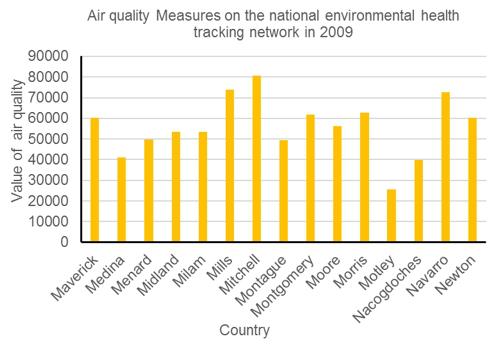 Air quality Measures on the national environmental health
tracking network in 2009
Value of air quality
90000
80000
70000
60000
50000
40000
30000
20000
10000
0
Maverick
Medina
Menard
Midland
Milam
Mills
Mitchell
Montague
Montgomery
Moore
Morris
Motley
Nacogdoches
Navarro
Newton
Country